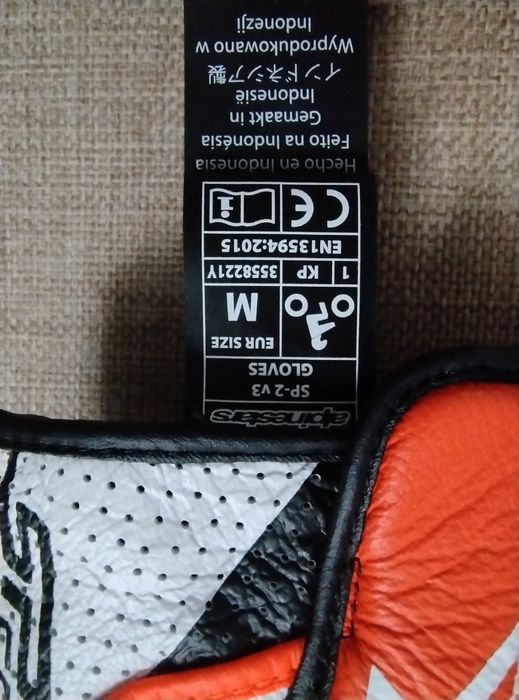 alpinestars
SP-2 v3
GLOVES
EUR SIZE
M
1 KP 3558221Y
EN13594:2015
CE i
Hecho en Indonesia
Feito na Indonésia
Gemaakt in
Indonesië
インドネシア製
Wyprodukowano w
Indonezji